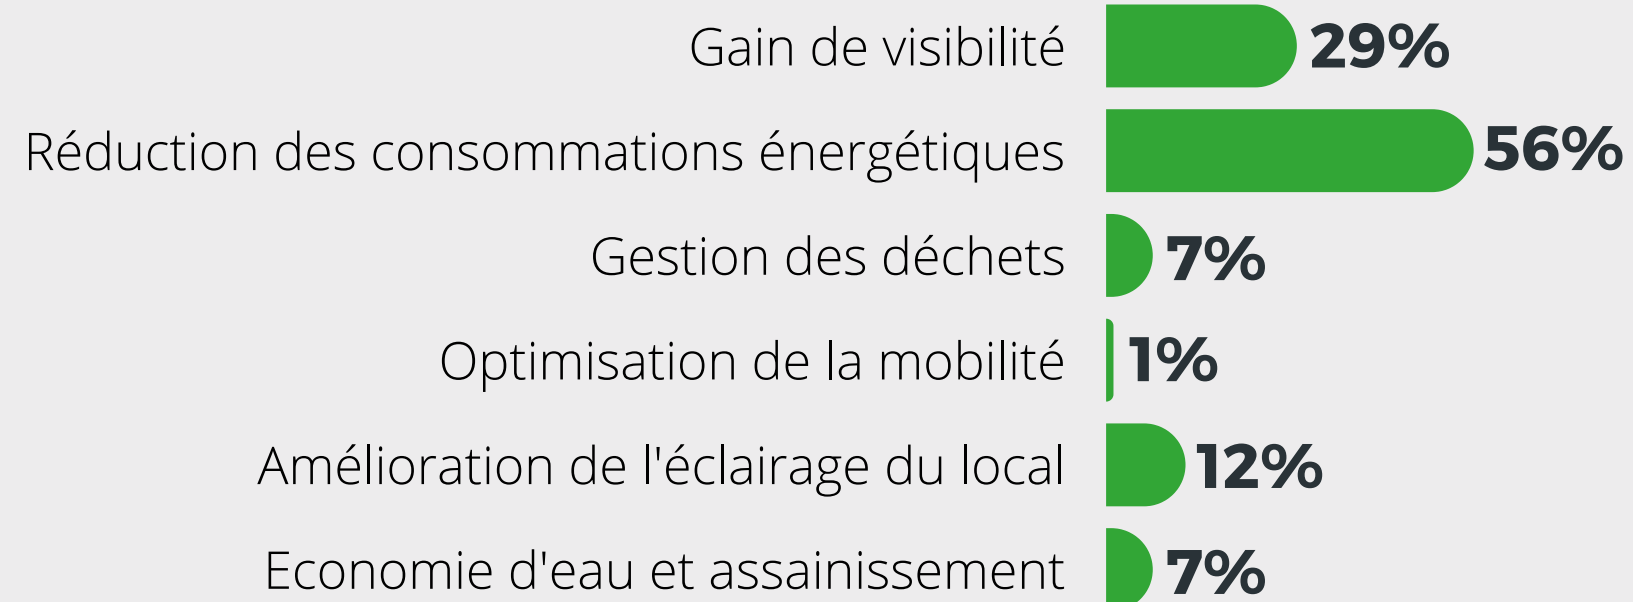 Gain de visibilité 29%
Réduction des consommations énergétiques 56%
Gestion des déchets 7%
Optimisation de la mobilité 1%
Amélioration de l'éclairage du local 12%
Economie d'eau et assainissement 7%